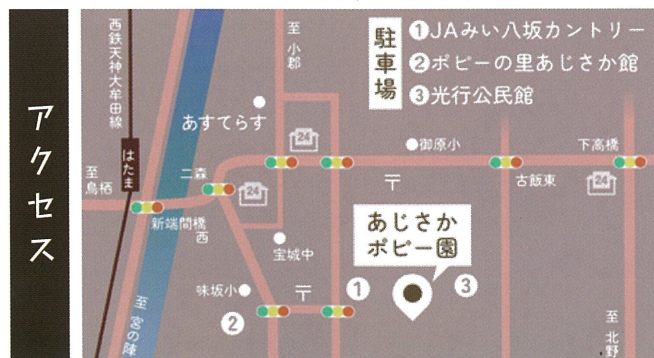 アクセス
駐車場
①JAみい八坂カントリー
②ポピーの里あじさか館
③光行公民館
西鉄天神大牟田線
至 小郡
あすてらす
24
はたま
至 鳥栖
二森
24
新端間橋西
御原小
〒
古飯東
下高橋
24
あじさか
ポピー園
宝城中
味坂小
〒
①
②
③
至 宮の陣
至 北野